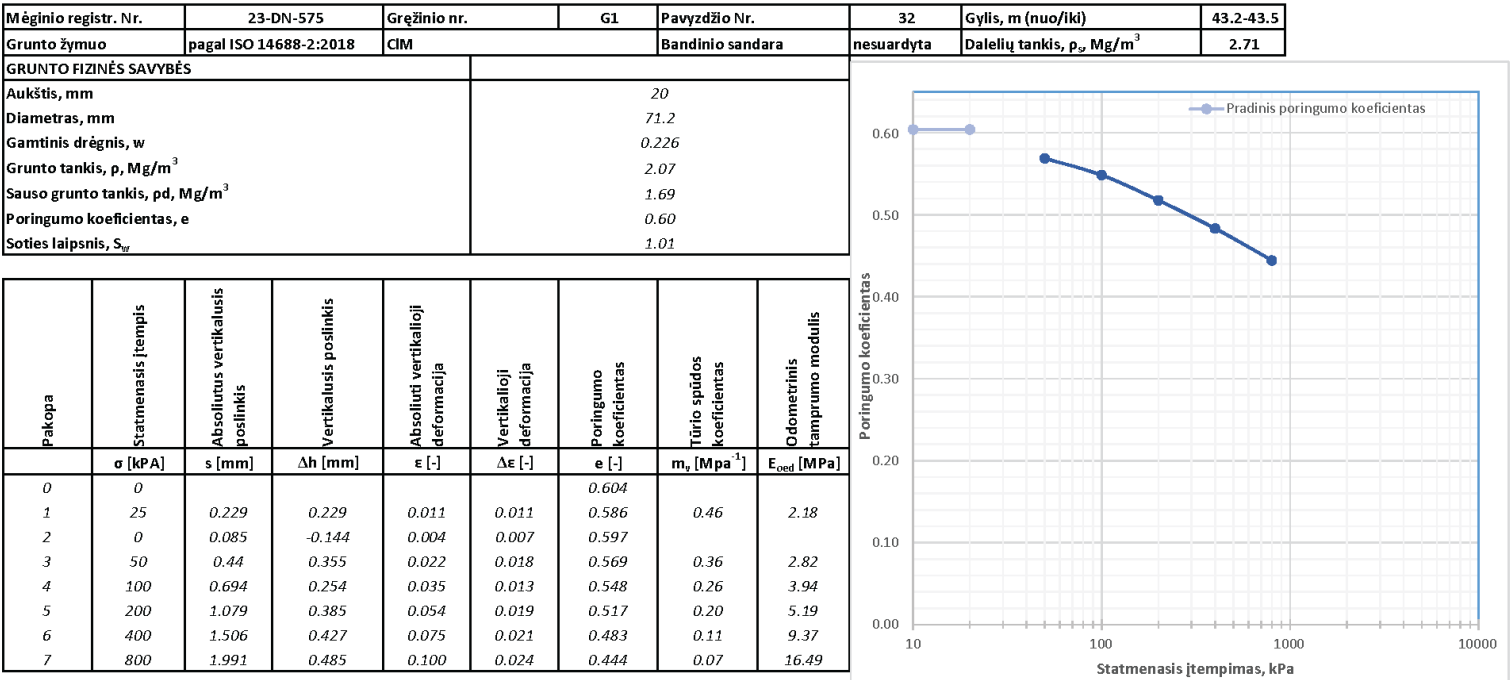 Mėginio registr. Nr. 23-DN-575 Gręžinio nr. G1 Pavyzdžio Nr. 32 Gylis, m (nuo/iki) 43.2-43.5
Grunto žymuo pagal ISO 14688-2:2018 ClM Bandinio sandara nesuardyta Dalelių tankis, ρs, Mg/m³ 2.71
GRUNTO FIZINĖS SAVYBĖS
Aukštis, mm 20
Diametras, mm 71.2
Gamtinis drėgnis, w 0.226
Grunto tankis, ρ, Mg/m³ 2.07
Sauso grunto tankis, ρd, Mg/m³ 1.69
Poringumo koeficientas, e 0.60
Soties laipsnis, Sw 1.01
Pakopa
Statmenasis įtempis
Absoliutus vertikalusis poslinkis
Vertikalusis poslinkis
Absoliuti vertikalioji deformacija
Vertikalioji deformacija
Poringumo koeficientas
Tūrio spūdos koeficientas
Odometrinis tamprumo modulis
σ [kPA] s [mm] Δh [mm] ε [-] Δε [-] e [-] mv [Mpa⁻¹] Eoed [MPa]
0 0 0.604
1 25 0.229 0.229 0.011 0.011 0.586 0.46 2.18
2 0 0.085 -0.144 0.004 0.007 0.597
3 50 0.44 0.355 0.022 0.018 0.569 0.36 2.82
4 100 0.694 0.254 0.035 0.013 0.548 0.26 3.94
5 200 1.079 0.385 0.054 0.019 0.517 0.20 5.19
6 400 1.506 0.427 0.075 0.021 0.483 0.11 9.37
7 800 1.991 0.485 0.100 0.024 0.444 0.07 16.49
Pradinis poringumo koeficientas
Poringumo koeficientas
0.60
0.50
0.40
0.30
0.20
0.10
0.00
10 100 1000 10000
Statmenasis įtempimas, kPa